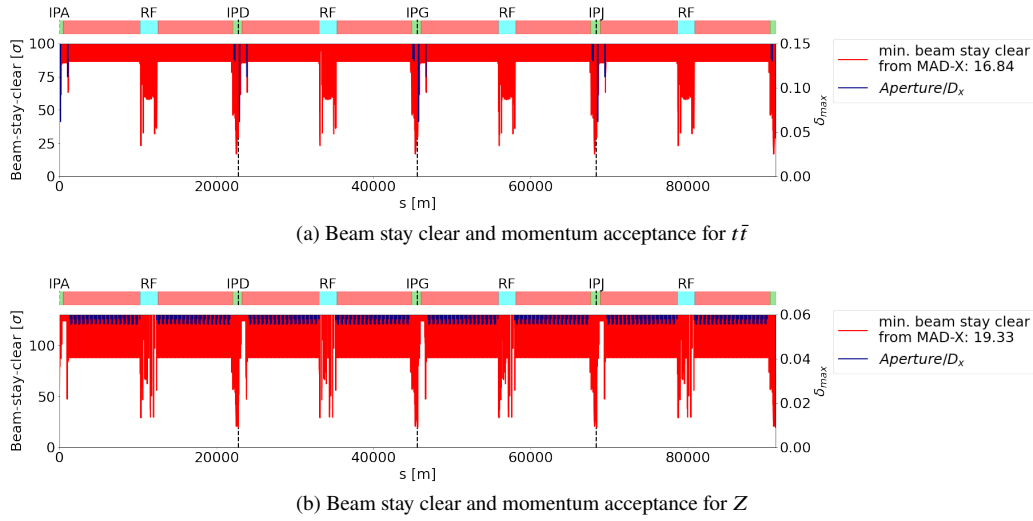 IPA RF IPD RF IPG RF IPJ RF
100
75
50
25
0
Beam-stay-clear [σ]
0.15
0.10
0.05
0.00
δmax
0 20000 40000 60000 80000
s [m]
min. beam stay clear
from MAD-X: 16.84
Aperture/Dx
(a) Beam stay clear and momentum acceptance for tt̄
IPA RF IPD RF IPG RF IPJ RF
100
50
0
Beam-stay-clear [σ]
0.06
0.04
0.02
0.00
δmax
0 20000 40000 60000 80000
s [m]
min. beam stay clear
from MAD-X: 19.33
Aperture/Dx
(b) Beam stay clear and momentum acceptance for Z